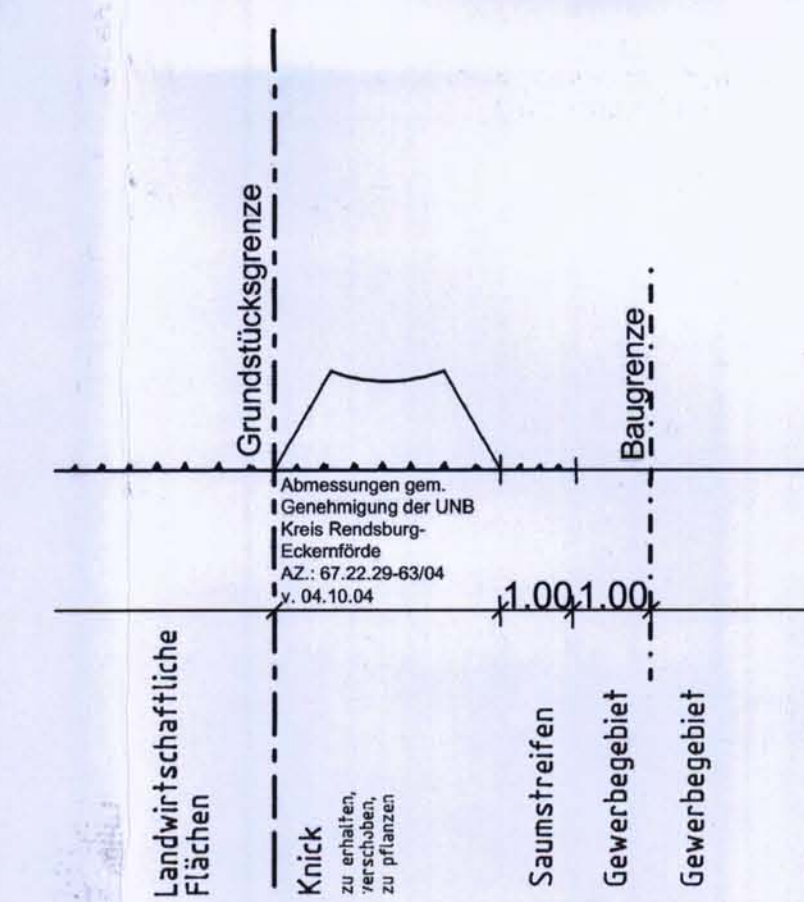 Grundstücksgrenze
Baugrenze
Abmessungen gem.
Genehmigung der UNB
Kreis Rendsburg-
Eckernförde
AZ.: 67.22.29-63/04
v. 04.10.04
1.00
1.00
Landwirtschaftliche
Flächen
Knick
zu erhalten,
verschoben,
zu pflanzen
Saumstreifen
Gewerbegebiet
Gewerbegebiet